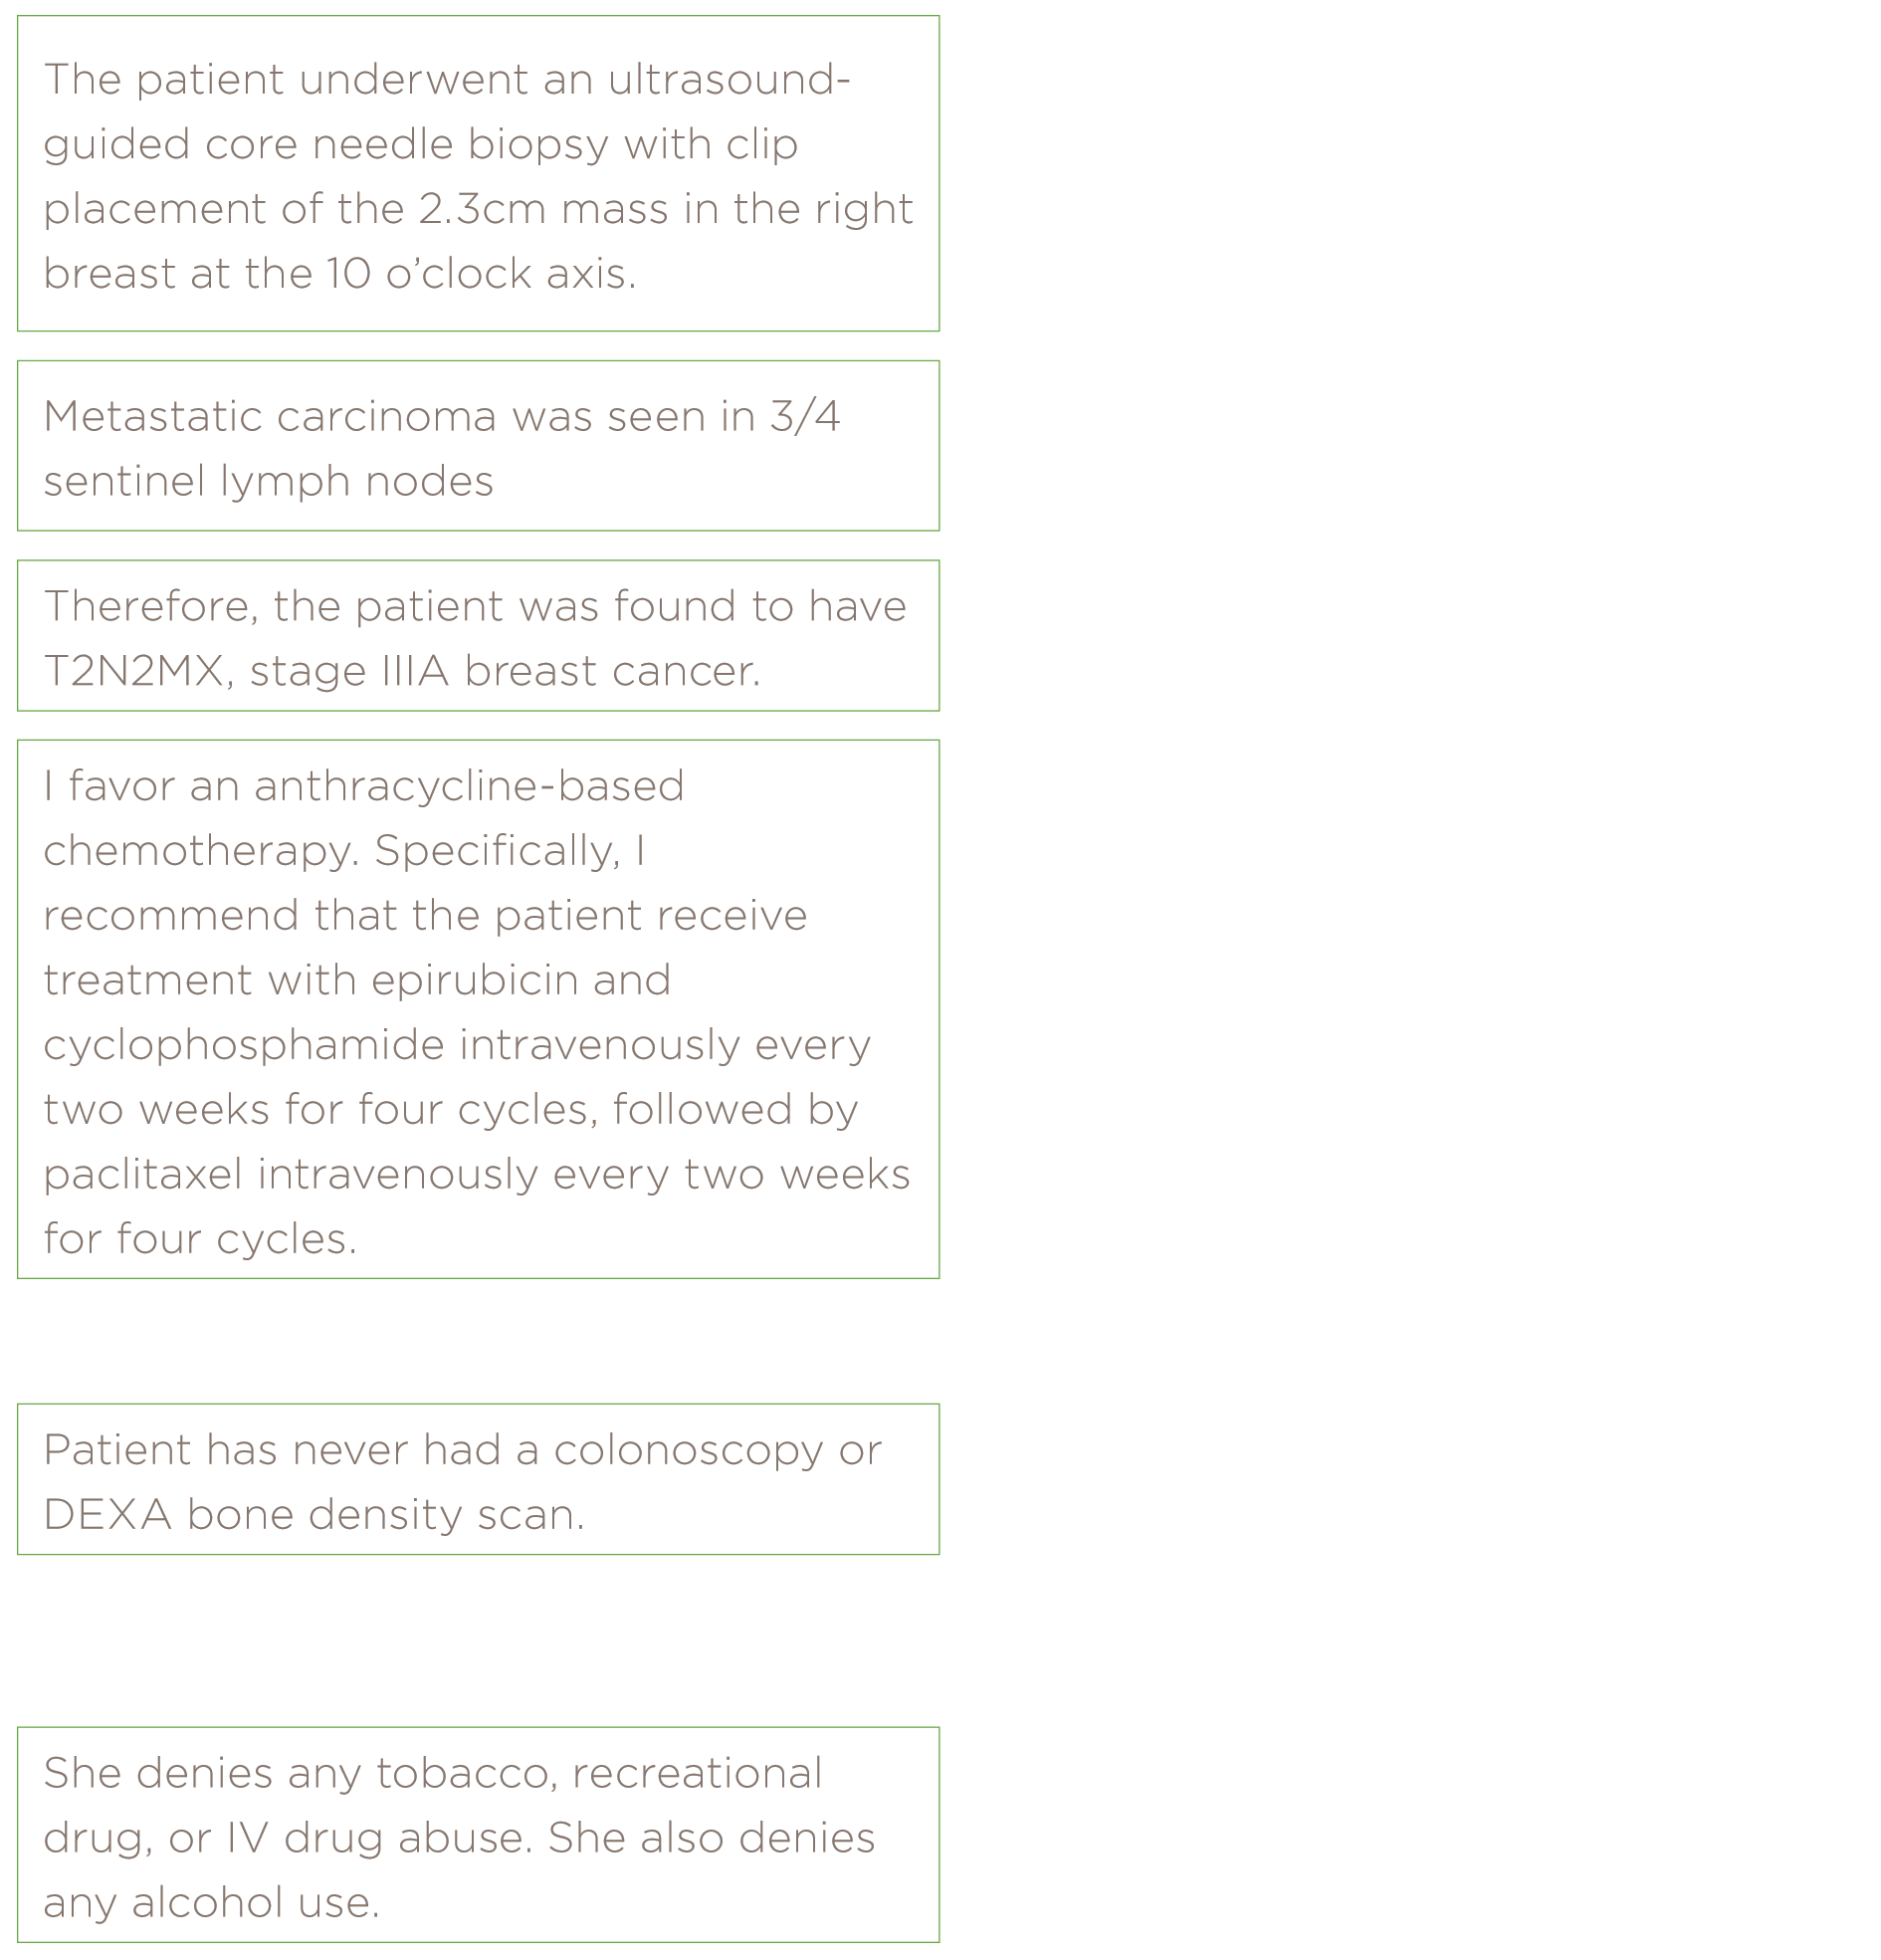 The patient underwent an ultrasound-
guided core needle biopsy with clip
placement of the 2.3cm mass in the right
breast at the 10 o’clock axis.
Metastatic carcinoma was seen in 3/4
sentinel lymph nodes
Therefore, the patient was found to have
T2N2MX, stage IIIA breast cancer.
I favor an anthracycline-based
chemotherapy. Specifically, I
recommend that the patient receive
treatment with epirubicin and
cyclophosphamide intravenously every
two weeks for four cycles, followed by
paclitaxel intravenously every two weeks
for four cycles.
Patient has never had a colonoscopy or
DEXA bone density scan.
She denies any tobacco, recreational
drug, or IV drug abuse. She also denies
any alcohol use.